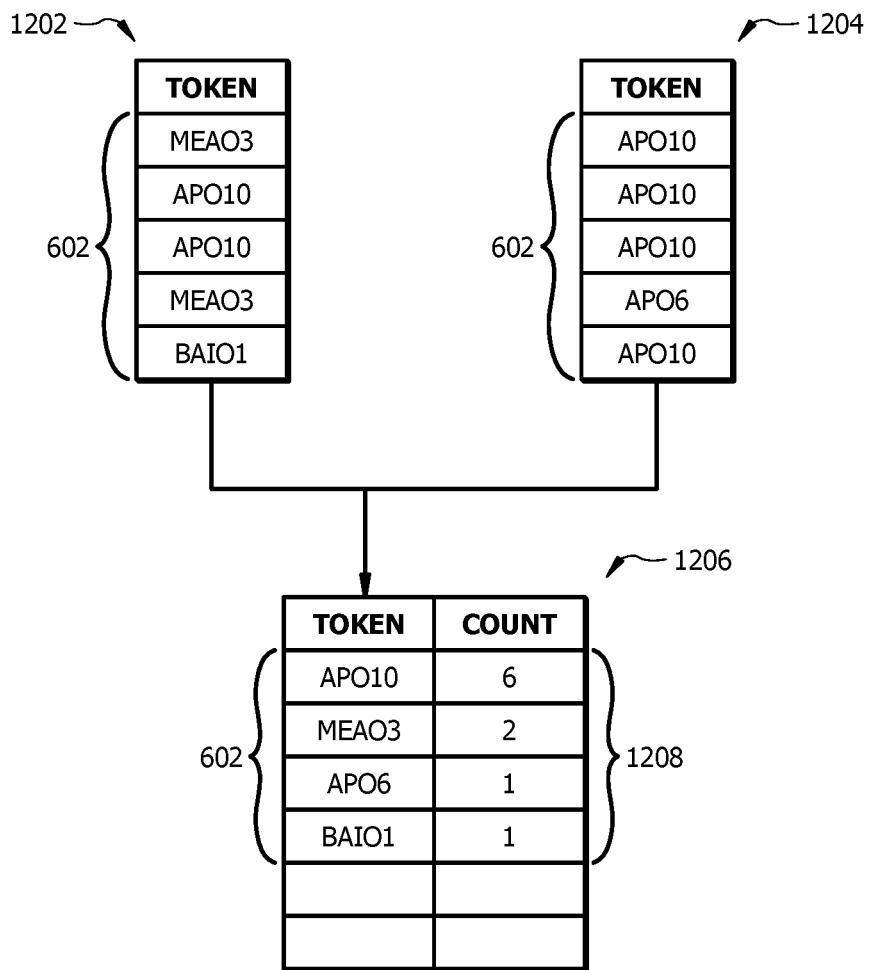 1202
1204
TOKEN
MEAO3
APO10
APO10
MEAO3
BAIO1
602
TOKEN
APO10
APO10
APO10
APO6
APO10
602
1206
TOKEN COUNT
APO10 6
MEAO3 2
APO6 1
BAIO1 1
602
1208